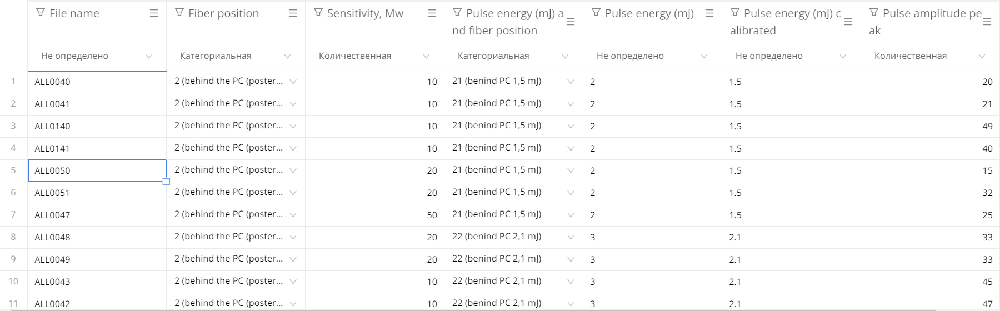 File name Fiber position Sensitivity, Mw Pulse energy (mJ) a Pulse energy (mJ) Pulse energy (mJ) c Pulse amplitude pe
nd fiber position alibrated ak
Не определено Категориальная Количественная Категориальная Не определено Не определено Количественная
1 ALL0040 2 (behind the PC (poster... 10 21 (benind PC 1,5 mJ) 2 1.5 20
2 ALL0041 2 (behind the PC (poster... 10 21 (benind PC 1,5 mJ) 2 1.5 21
3 ALL0140 2 (behind the PC (poster... 10 21 (benind PC 1,5 mJ) 2 1.5 49
4 ALL0141 2 (behind the PC (poster... 10 21 (benind PC 1,5 mJ) 2 1.5 40
5 ALL0050 2 (behind the PC (poster... 20 21 (benind PC 1,5 mJ) 2 1.5 15
6 ALL0051 2 (behind the PC (poster... 20 21 (benind PC 1,5 mJ) 2 1.5 32
7 ALL0047 2 (behind the PC (poster... 50 21 (benind PC 1,5 mJ) 2 1.5 25
8 ALL0048 2 (behind the PC (poster... 20 22 (benind PC 2,1 mJ) 3 2.1 33
9 ALL0049 2 (behind the PC (poster... 20 22 (benind PC 2,1 mJ) 3 2.1 33
10 ALL0043 2 (behind the PC (poster... 10 22 (benind PC 2,1 mJ) 3 2.1 45
11 ALL0042 2 (behind the PC (poster... 10 22 (benind PC 2,1 mJ) 3 2.1 47